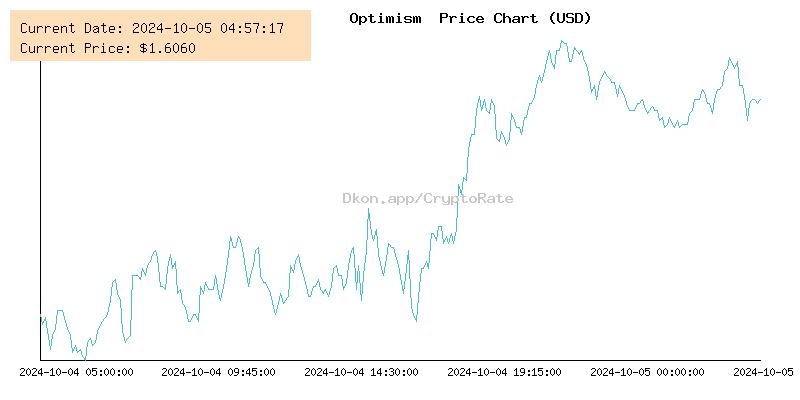 Optimism  Price Chart (USD)
Current Date: 2024-10-05 04:57:17
Current Price: $1.6060
Dkon.app/CryptoRate
2024-10-04 05:00:00 2024-10-04 09:45:00 2024-10-04 14:30:00 2024-10-04 19:15:00 2024-10-05 00:00:00 2024-10-05